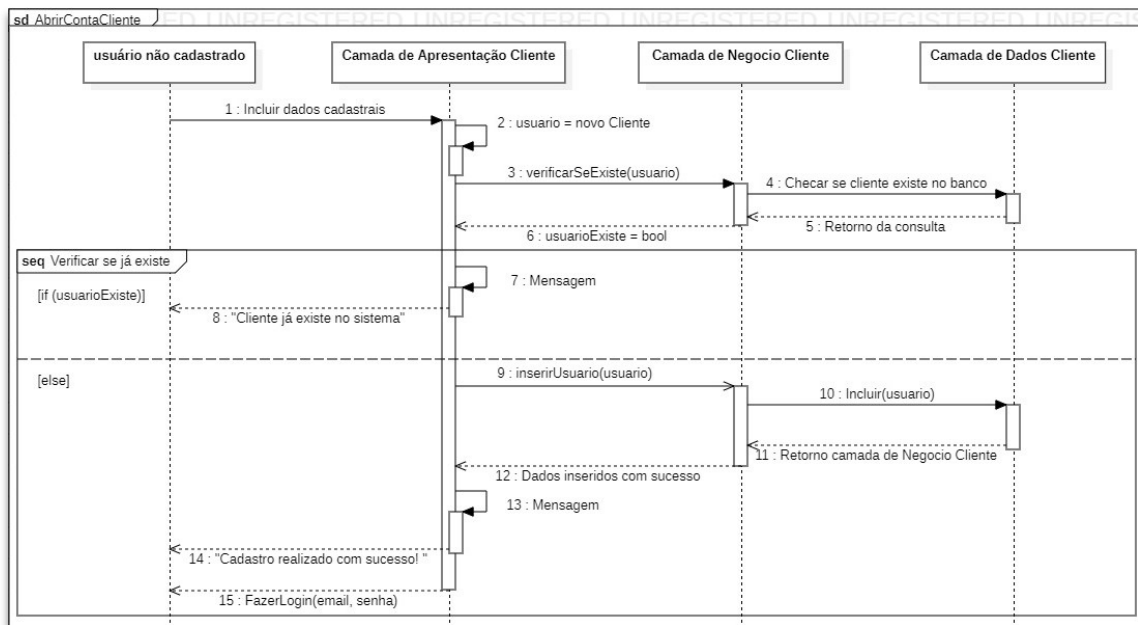 sd AbrirContaCliente
UNREGISTERED UNREGISTERED UNREGISTERED UNREGIS
usuário não cadastrado
Camada de Apresentação Cliente
Camada de Negocio Cliente
Camada de Dados Cliente
1 : Incluir dados cadastrais
2 : usuario = novo Cliente
3 : verificarSeExiste(usuario)
4 : Checar se cliente existe no banco
5 : Retorno da consulta
6 : usuarioExiste = bool
seq Verificar se já existe
[if (usuarioExiste)]
7 : Mensagem
8 : "Cliente já existe no sistema"
[else]
9 : inserirUsuario(usuario)
10 : Incluir(usuario)
11 : Retorno camada de Negocio Cliente
12 : Dados inseridos com sucesso
13 : Mensagem
14 : "Cadastro realizado com sucesso! "
15 : FazerLogin(email, senha)